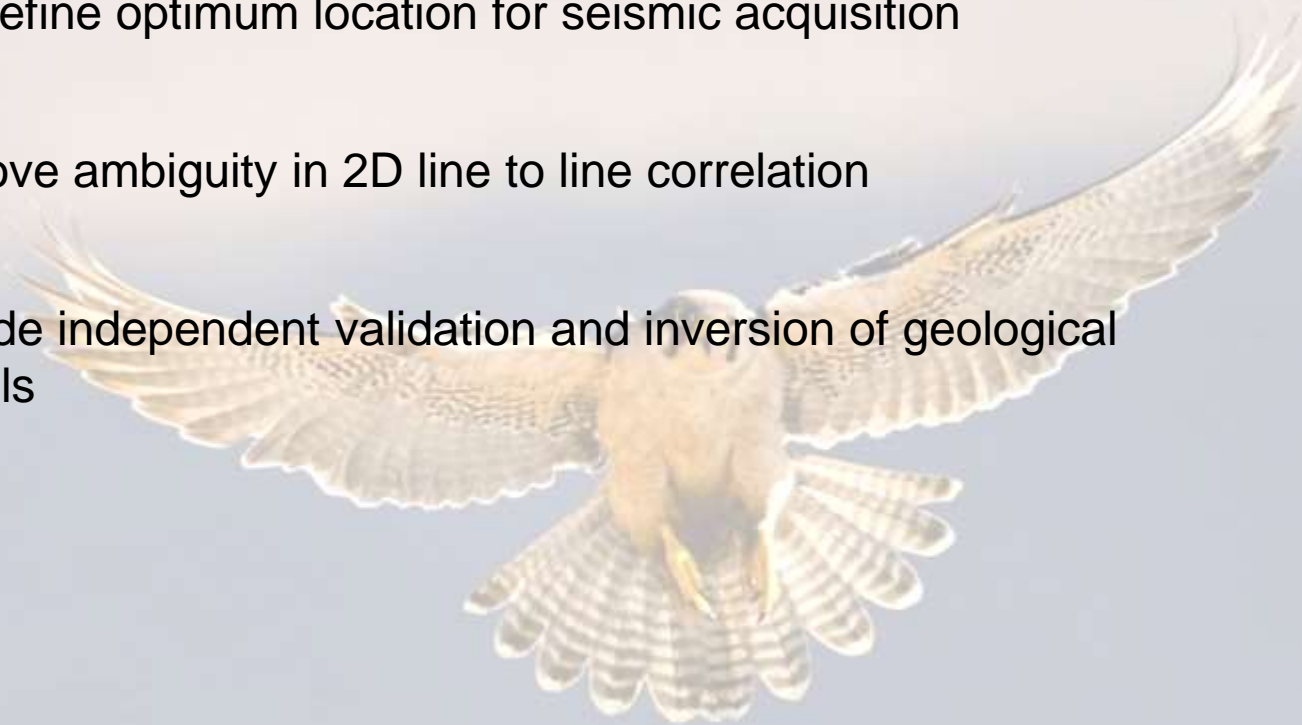 efine optimum location for seismic acquisition
ove ambiguity in 2D line to line correlation
de independent validation and inversion of geological
ls